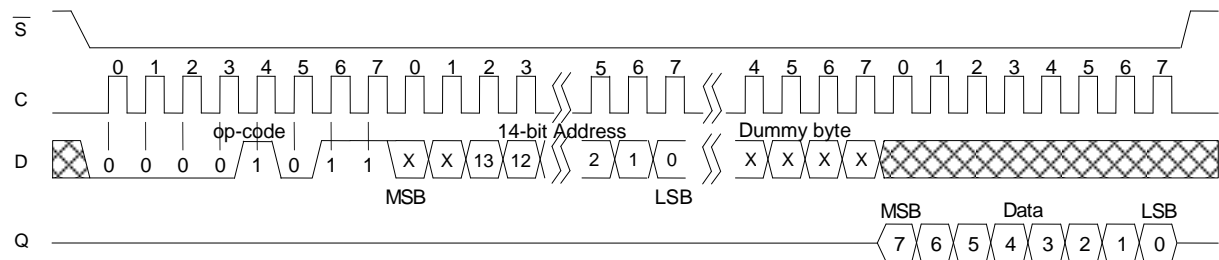 S
0 1 2 3 4 5 6 7 0 1 2 3 5 6 7 4 5 6 7 0 1 2 3 4 5 6 7
C
op-code 14-bit Address Dummy byte
D 0 0 0 0 1 0 1 1 X X 13 12 2 1 0 X X X X
MSB LSB
MSB Data LSB
Q 7 6 5 4 3 2 1 0